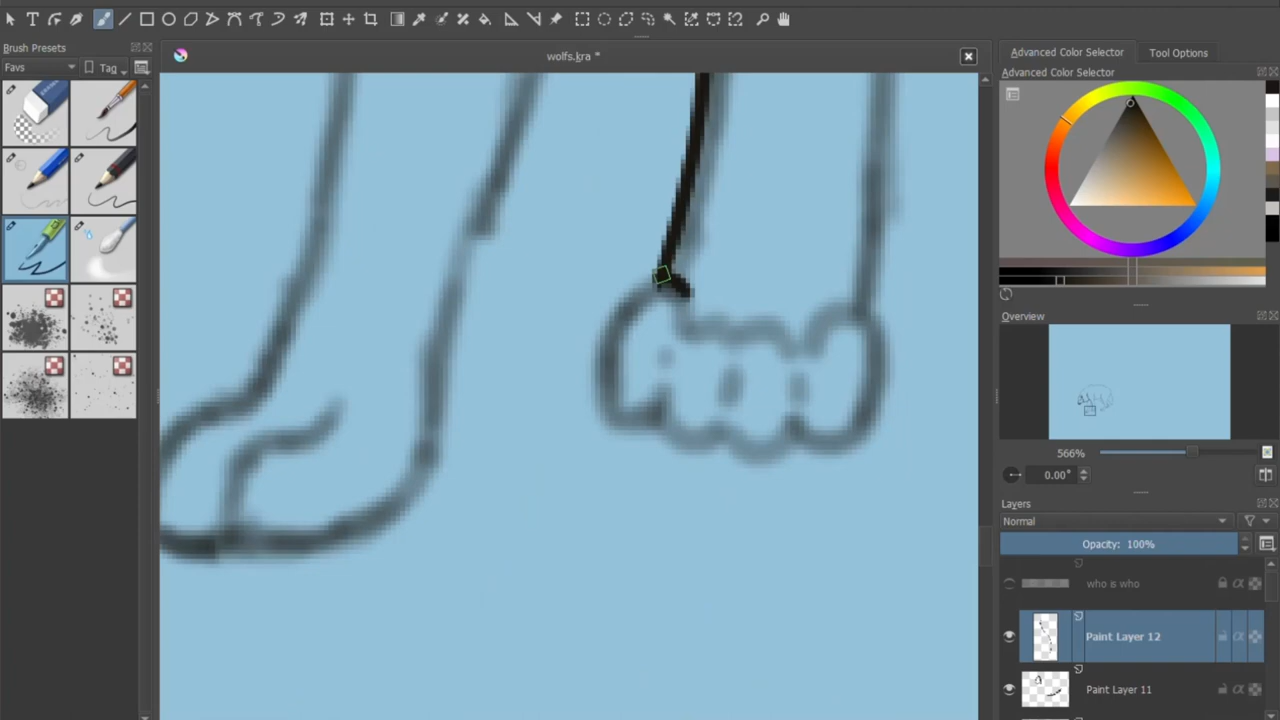 wolfs.kra *
Brush Presets
Favs
Tag
Advanced Color Selector
Tool Options
Advanced Color Selector
Overview
566%
0.00°
Layers
Normal
Opacity: 100%
who is who
Paint Layer 12
Paint Layer 11